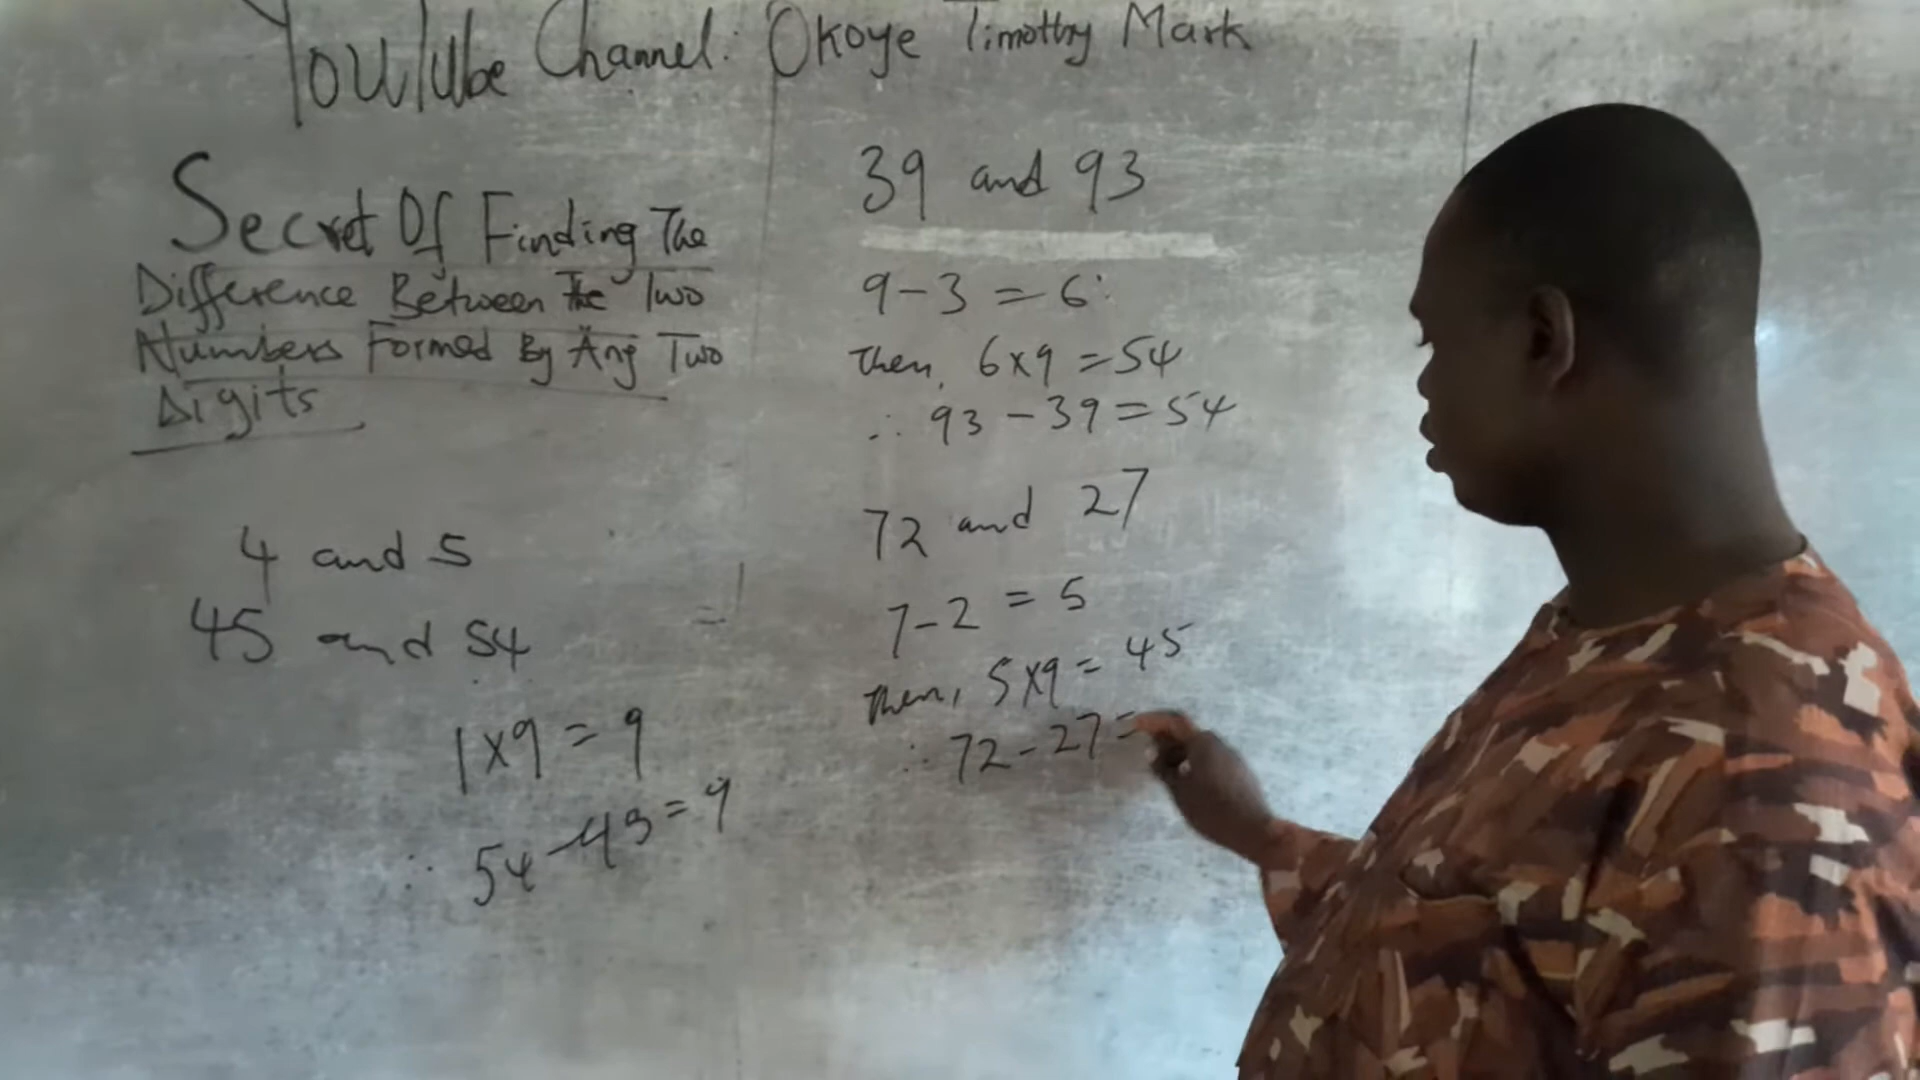 YouTube Channel: Okoye Timothy Mark
Secret Of Finding The
Difference Between The Two
Numbers Formed By Any Two
Digits
4 and 5
45 and 54
1x9 = 9
∴ 54 - 45 = 9
39 and 93
9-3 = 6
Then, 6x9 = 54
∴ 93 - 39 = 54
72 and 27
7-2 = 5
Then, 5x9 = 45
∴ 72-27=